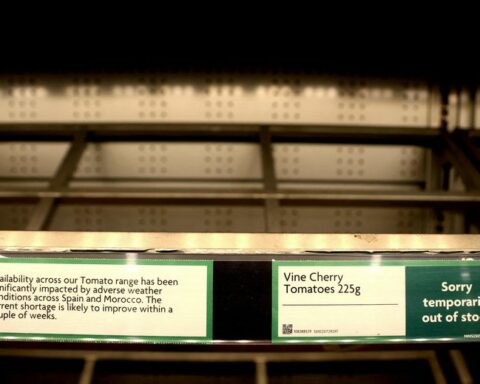 ailability across our Tomato range has been
nificantly impacted by adverse weather
nditions across Spain and Morocco. The
rrent shortage is likely to improve within a
uple of weeks.
Vine Cherry
Tomatoes 225g
Sorry
temporari
out of sto